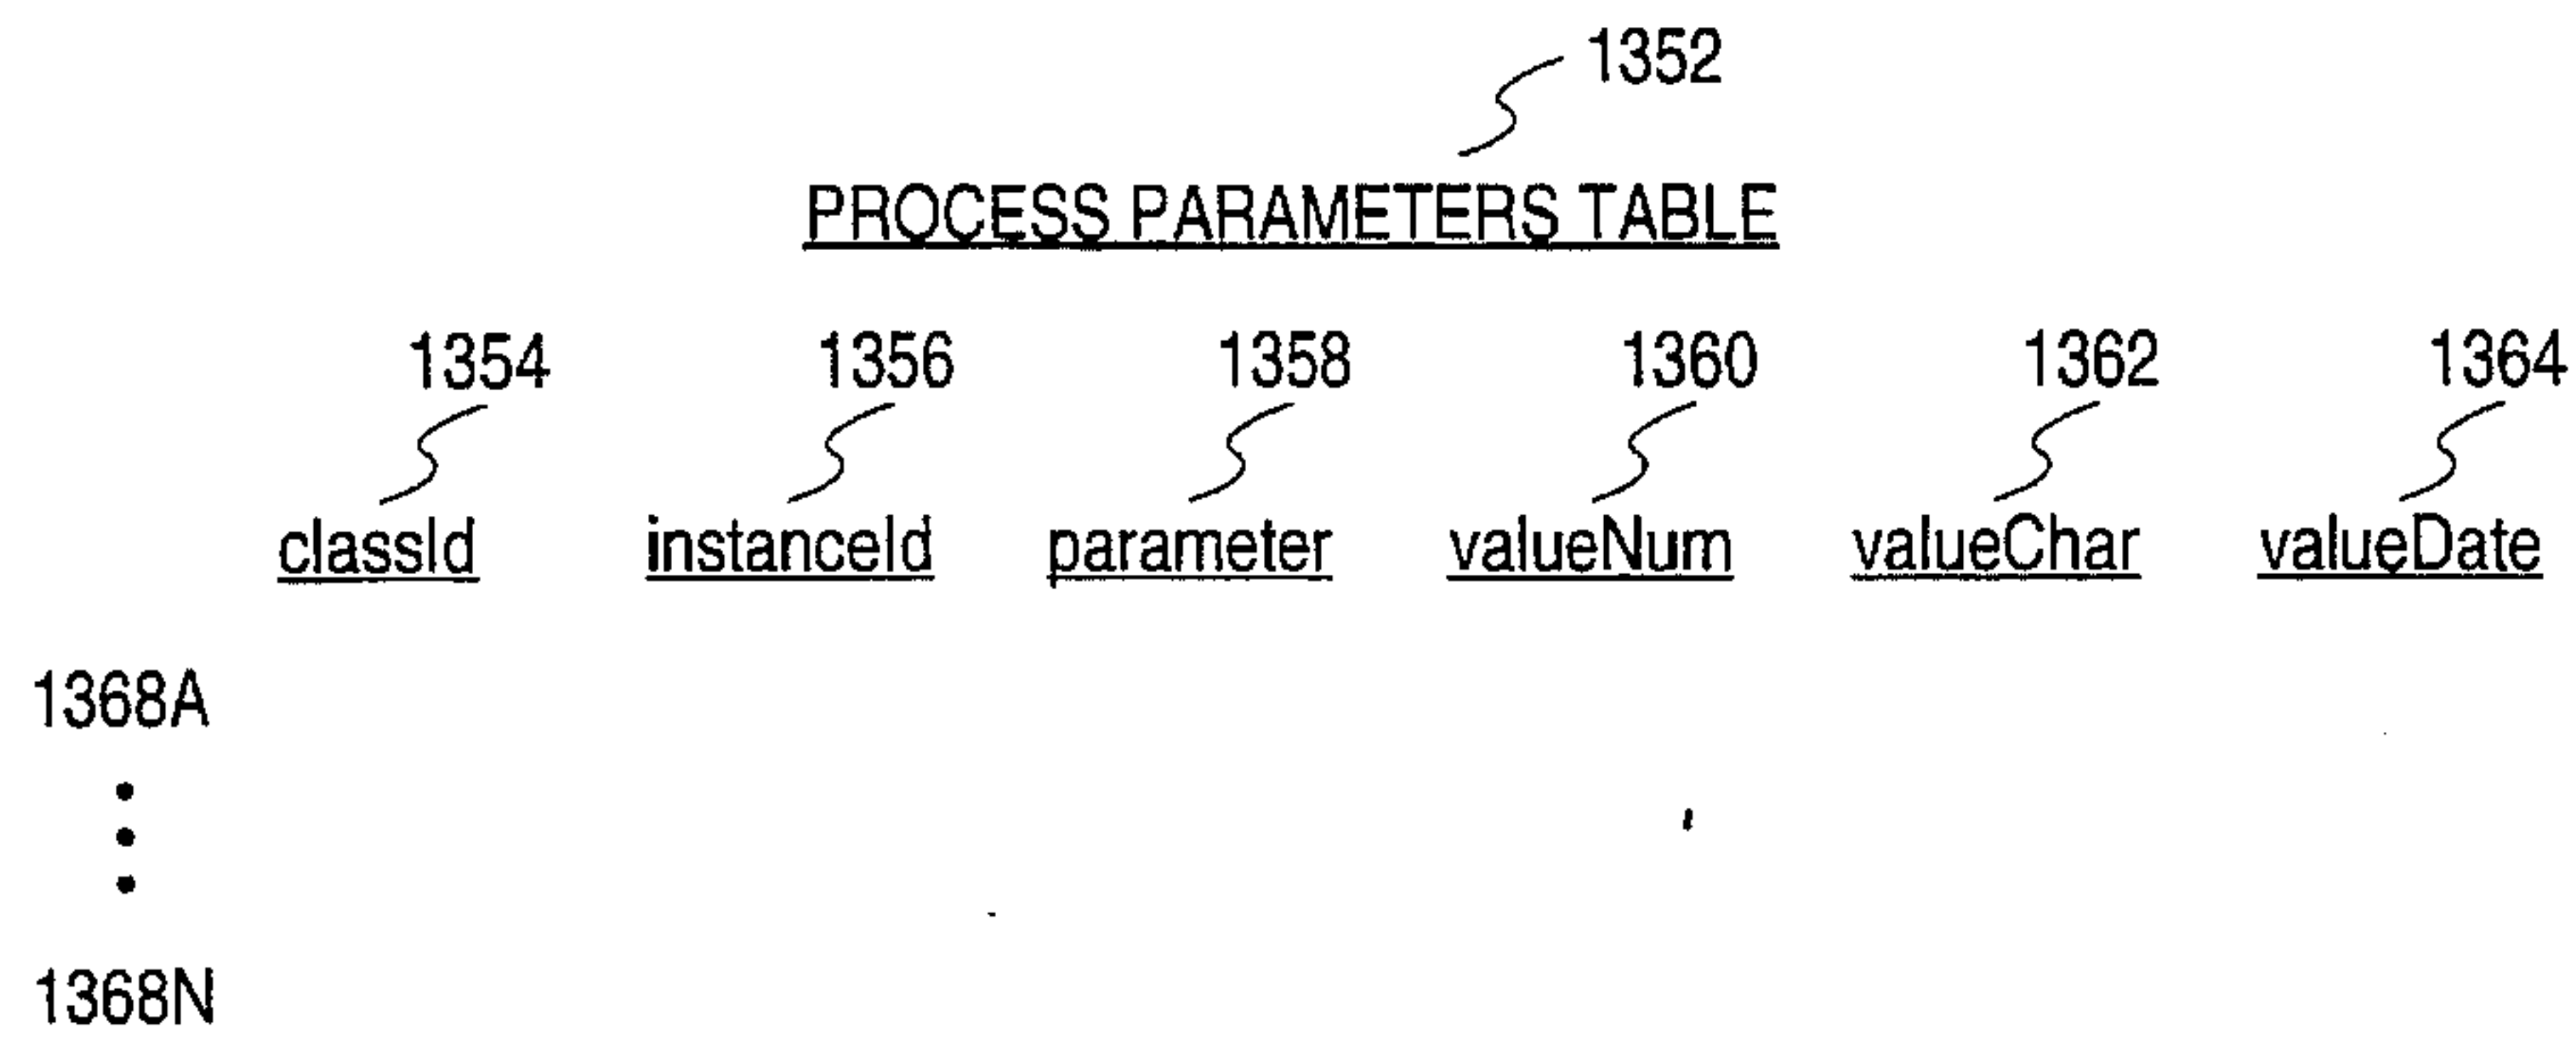 1352
PROCESS PARAMETERS TABLE
1354 1356 1358 1360 1362 1364
classId instanceId parameter valueNum valueChar valueDate
1368A
1368N